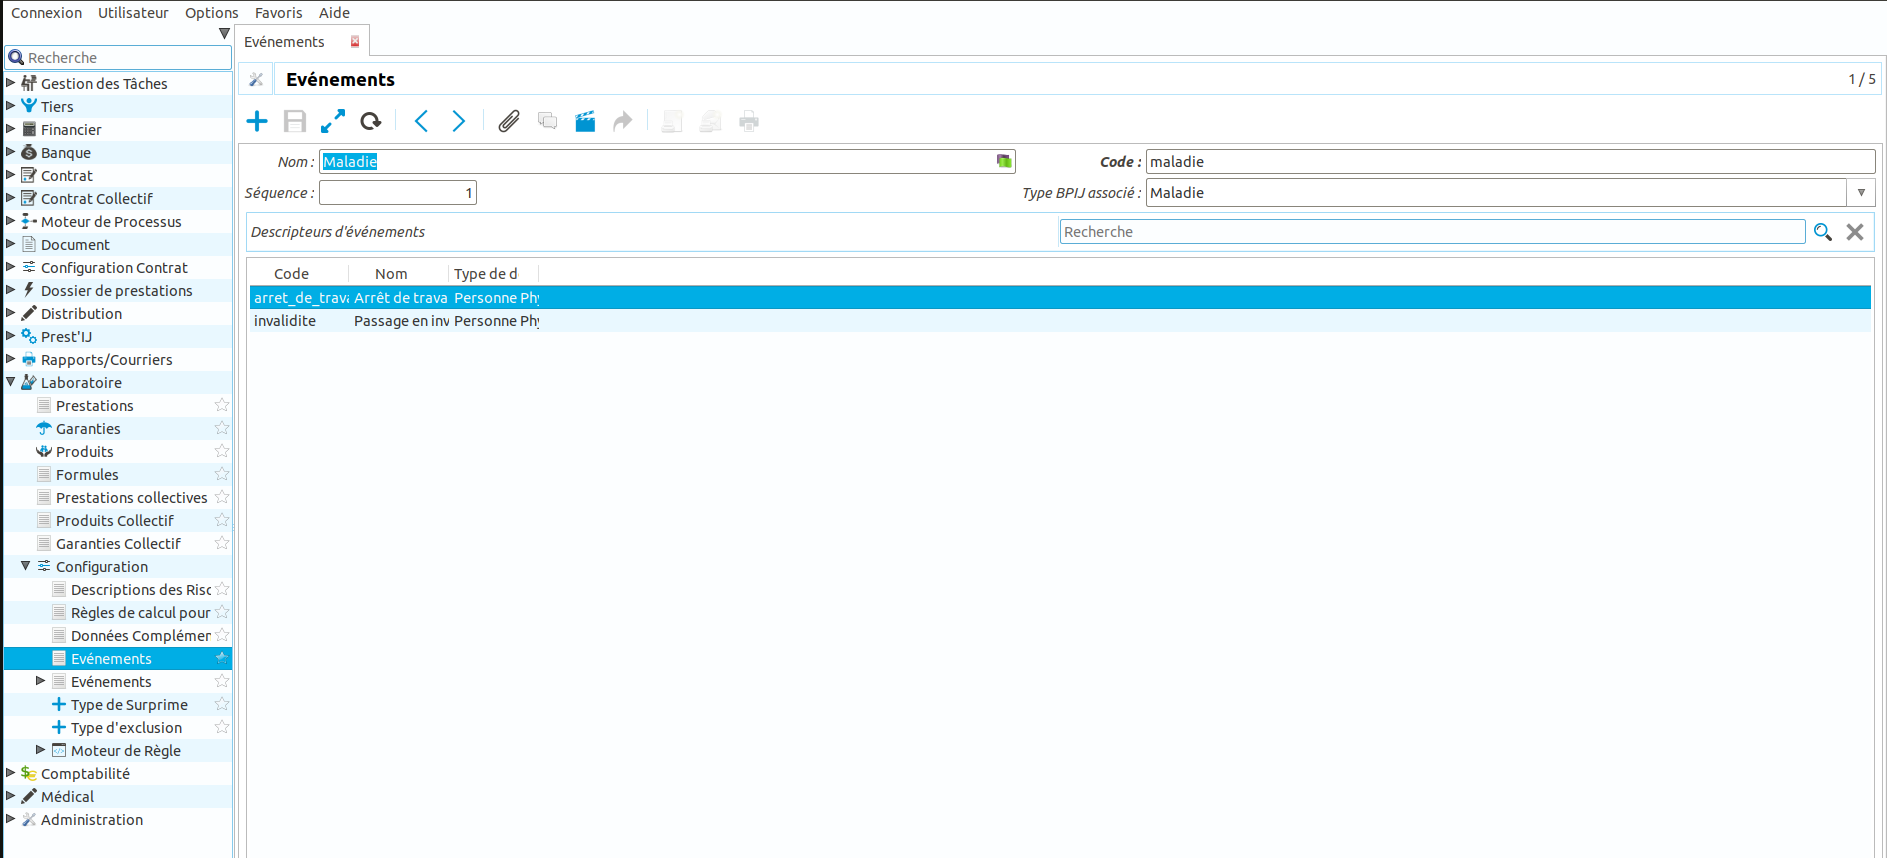 Connexion Utilisateur Options Favoris Aide
Evénements
Recherche
Gestion des Tâches
Tiers
Financier
Banque
Contrat
Contrat Collectif
Moteur de Processus
Document
Configuration Contrat
Dossier de prestations
Distribution
Prest'IJ
Rapports/Courriers
Laboratoire
Prestations
Garanties
Produits
Formules
Prestations collectives
Produits Collectif
Garanties Collectif
Configuration
Descriptions des Risc
Règles de calcul pour
Données Complémen
Evénements
Evénements
Type de Surprime
Type d'exclusion
Moteur de Règle
Comptabilité
Médical
Administration
Evénements 1 / 5
Nom : Maladie Code : maladie
Séquence : 1 Type BPIJ associé : Maladie
Descripteurs d'événements Recherche
Code Nom Type de d
arret_de_trava Arrêt de trava Personne Phy
invalidite Passage en inv Personne Phy